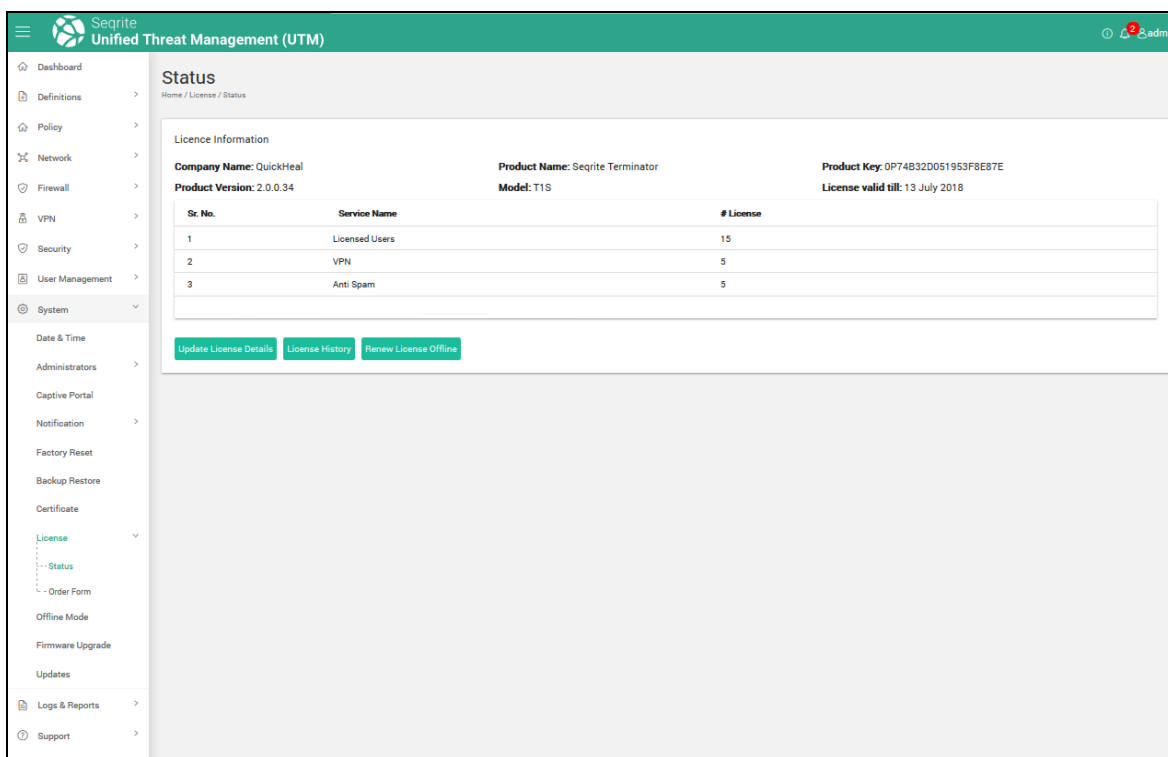 Seqrite
Unified Threat Management (UTM)
2
adm
Dashboard
Definitions
Policy
Network
Firewall
VPN
Security
User Management
System
Date & Time
Administrators
Captive Portal
Notification
Factory Reset
Backup Restore
Certificate
License
Status
Order Form
Offline Mode
Firmware Upgrade
Updates
Logs & Reports
Support
Status
Home / License / Status
Licence Information
Company Name: QuickHeal Product Name: Seqrite Terminator Product Key: 0P74B32D051953F8E87E
Product Version: 2.0.0.34 Model: T1S License valid till: 13 July 2018
Sr. No. Service Name # License
1 Licensed Users 15
2 VPN 5
3 Anti Spam 5
Update License Details License History Renew License Offline